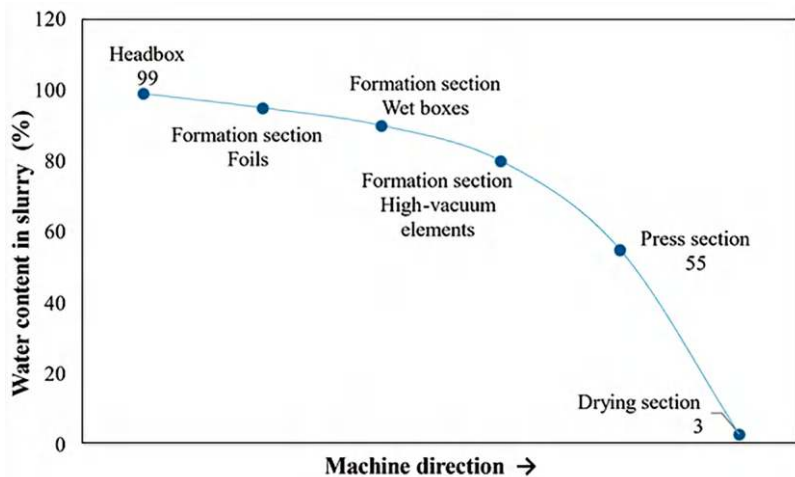 120
100
80
60
40
20
0
Water content in slurry (%)
Headbox
99
Formation section
Foils
Formation section
Wet boxes
Formation section
High-vacuum
elements
Press section
55
Drying section
3
Machine direction →